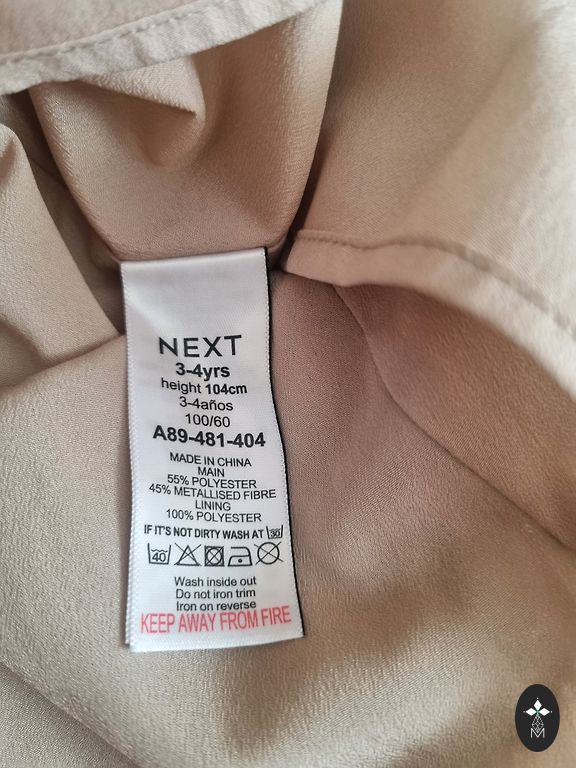 NEXT
3-4yrs
height 104cm
3-4años
100/60
A89-481-404
MADE IN CHINA
MAIN
55% POLYESTER
45% METALLISED FIBRE
LINING
100% POLYESTER
IF IT'S NOT DIRTY WASH AT 30
40
Wash inside out
Do not iron trim
Iron on reverse
KEEP AWAY FROM FIRE
M